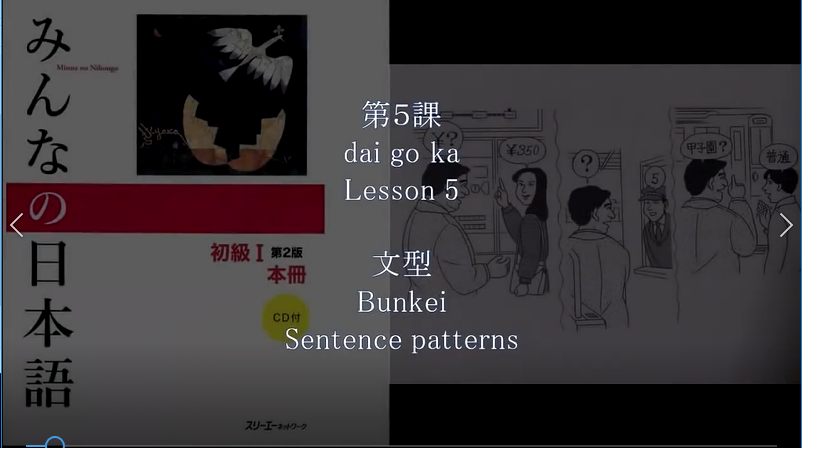 みんなの日本語
Minna no Nihongo
初級 I 第2版
本冊
CD付
スリーエーネットワーク
第5課
dai go ka
Lesson 5
文型
Bunkei
Sentence patterns
¥?
¥350
?
5
甲子園?
普通